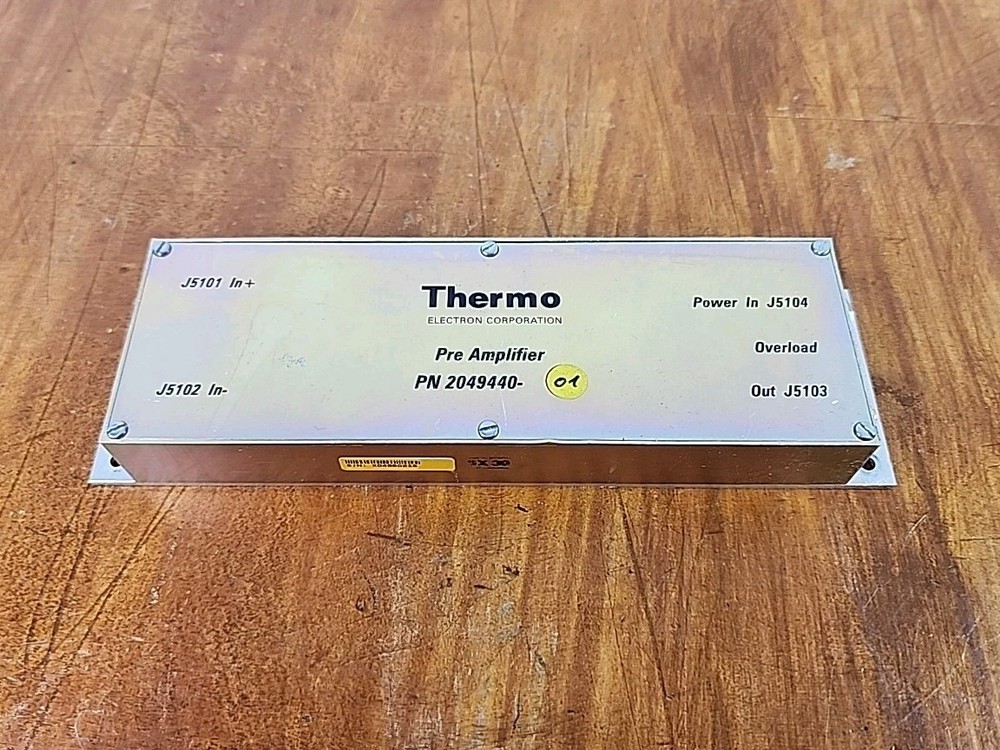 J5101 In+
J5102 In-
Thermo
ELECTRON CORPORATION
Pre Amplifier
PN 2049440- 01
Power In J5104
Overload
Out J5103